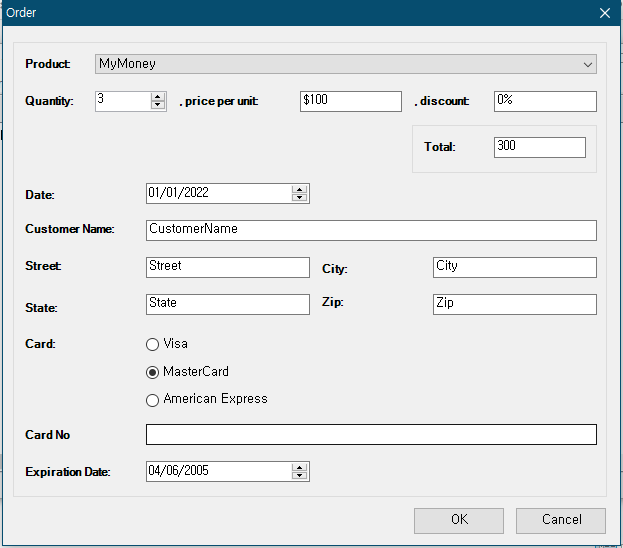 Order
Product: MyMoney
Quantity: 3 , price per unit: $100 , discount: 0%
Total: 300
Date: 01/01/2022
Customer Name: CustomerName
Street: Street City: City
State: State Zip: Zip
Card: Visa
MasterCard
American Express
Card No
Expiration Date: 04/06/2005
OK Cancel